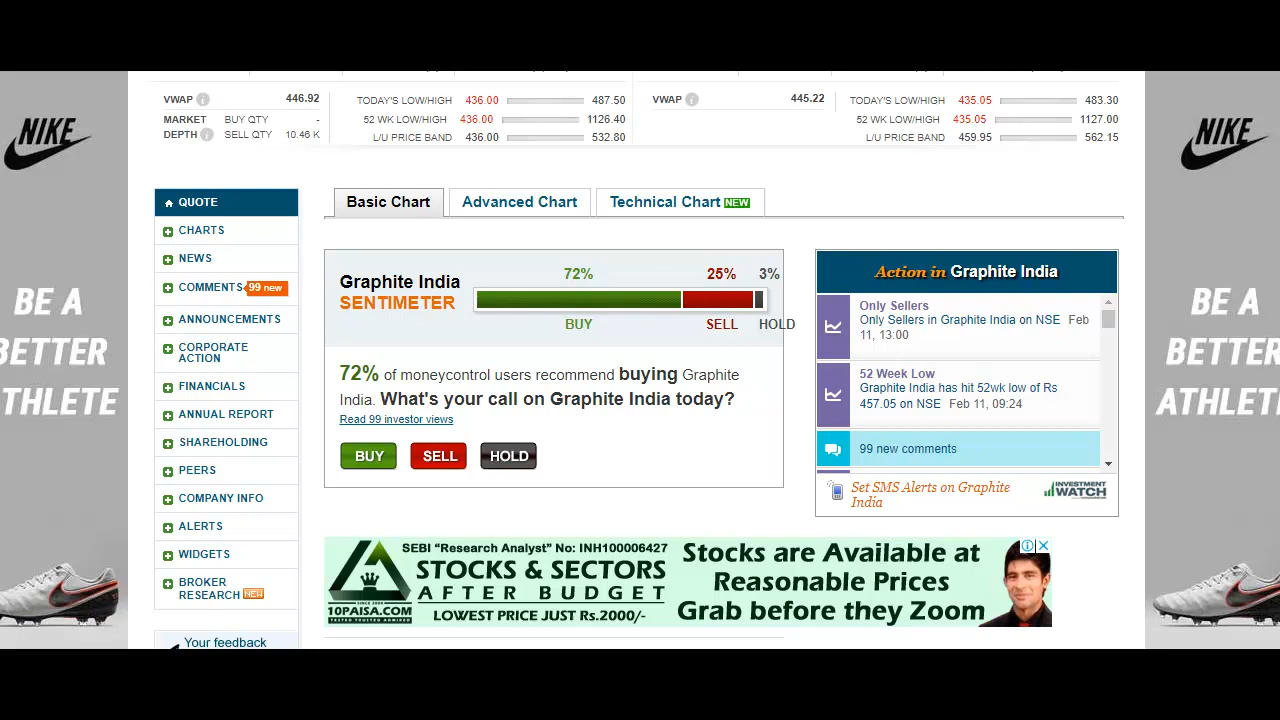 VWAP 446.92
MARKET DEPTH
BUY QTY -
SELL QTY 10.46 K
TODAY'S LOW/HIGH 436.00 487.50
52 WK LOW/HIGH 436.00 1126.40
L/U PRICE BAND 436.00 532.80
VWAP 445.22
TODAY'S LOW/HIGH 435.05 483.30
52 WK LOW/HIGH 435.05 1127.00
L/U PRICE BAND 459.95 562.15
NIKE
BE A
BETTER
THLETE
NIKE
BE A
BETTER
ATHLET
QUOTE
CHARTS
NEWS
COMMENTS 99 new
ANNOUNCEMENTS
CORPORATE
ACTION
FINANCIALS
ANNUAL REPORT
SHAREHOLDING
PEERS
COMPANY INFO
ALERTS
WIDGETS
BROKER
RESEARCH NEW
Your feedback
Basic Chart Advanced Chart Technical Chart NEW
Graphite India
SENTIMETER
72% 25% 3%
BUY SELL HOLD
72% of moneycontrol users recommend buying Graphite
India. What's your call on Graphite India today?
Read 99 investor views
BUY SELL HOLD
Action in Graphite India
Only Sellers
Only Sellers in Graphite India on NSE Feb
11, 13:00
52 Week Low
Graphite India has hit 52wk low of Rs
457.05 on NSE Feb 11, 09:24
99 new comments
Set SMS Alerts on Graphite
India
INVESTMENT
WATCH
SEBI “Research Analyst” No: INH100006427
STOCKS & SECTORS
AFTER BUDGET
LOWEST PRICE JUST Rs.2000/-
SINCE 2004
10PAISA.COM
TESTED TRUSTED ADMIRED
Stocks are Available at
Reasonable Prices
Grab before they Zoom